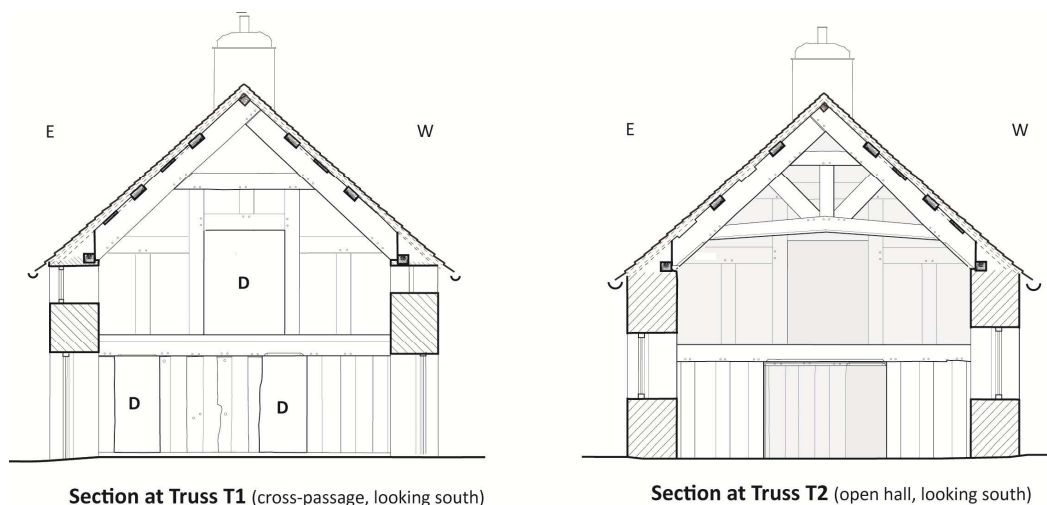 E
W
D
D
D
Section at Truss T1 (cross-passage, looking south)
E
W
Section at Truss T2 (open hall, looking south)